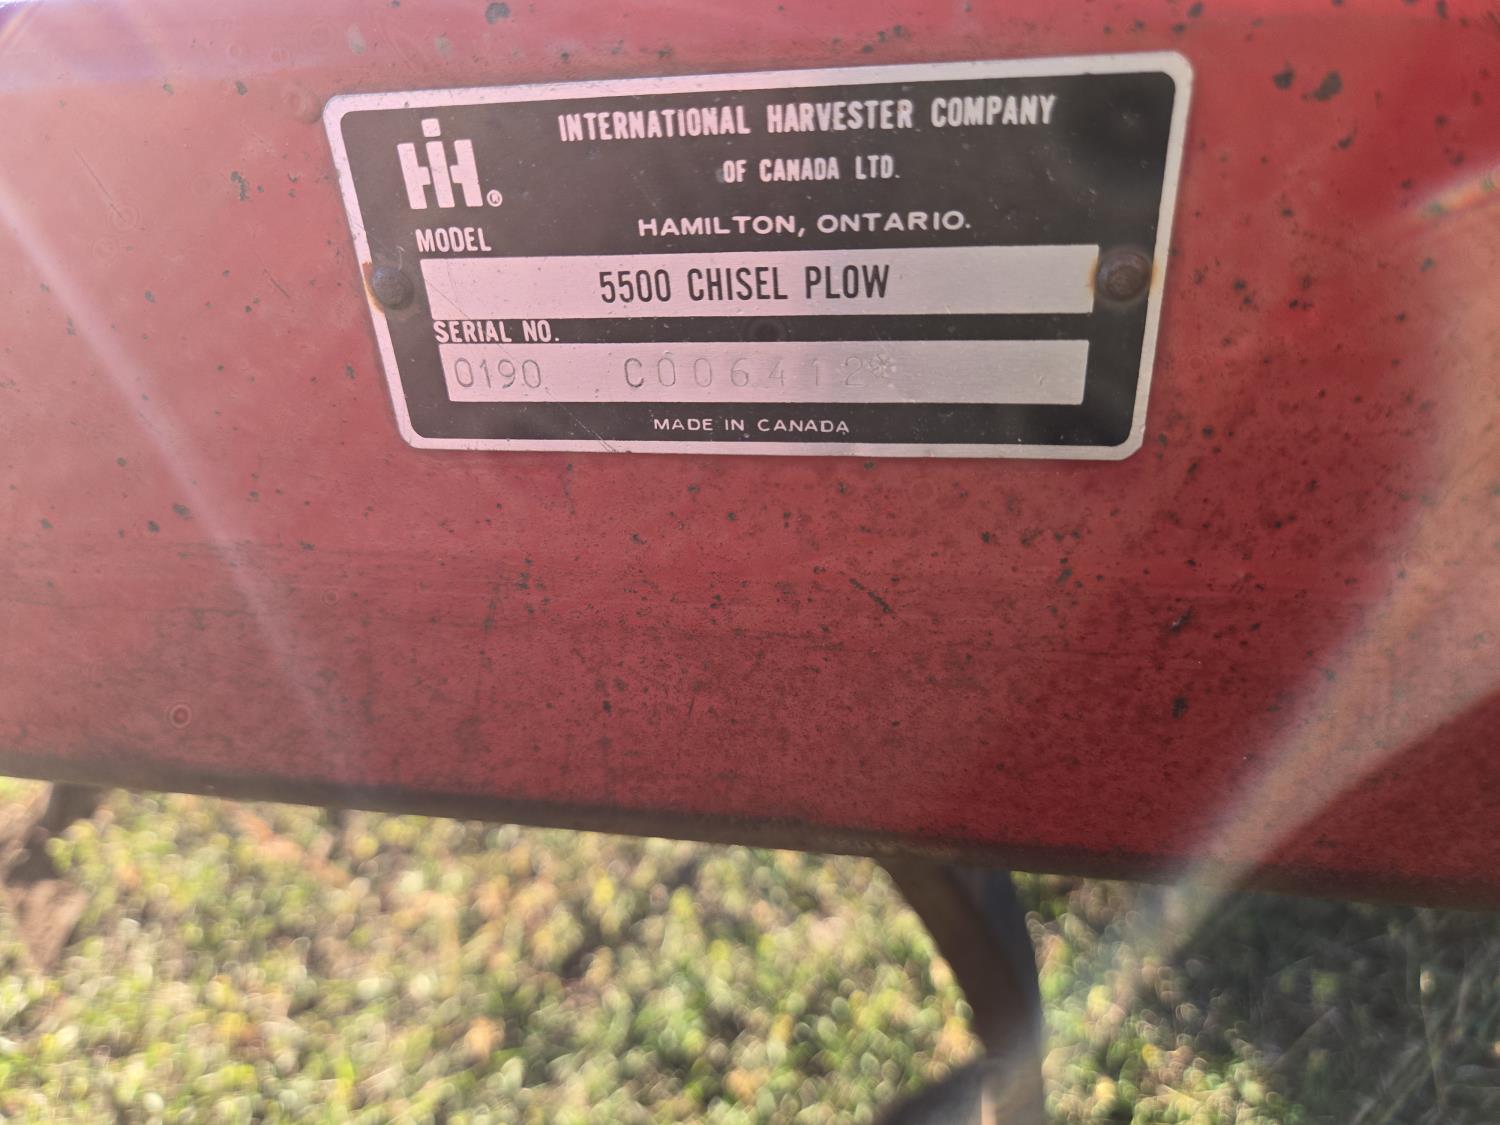 IH®
INTERNATIONAL HARVESTER COMPANY
OF CANADA LTD.
HAMILTON, ONTARIO.
MODEL
5500 CHISEL PLOW
SERIAL NO.
0190 C006412*
MADE IN CANADA